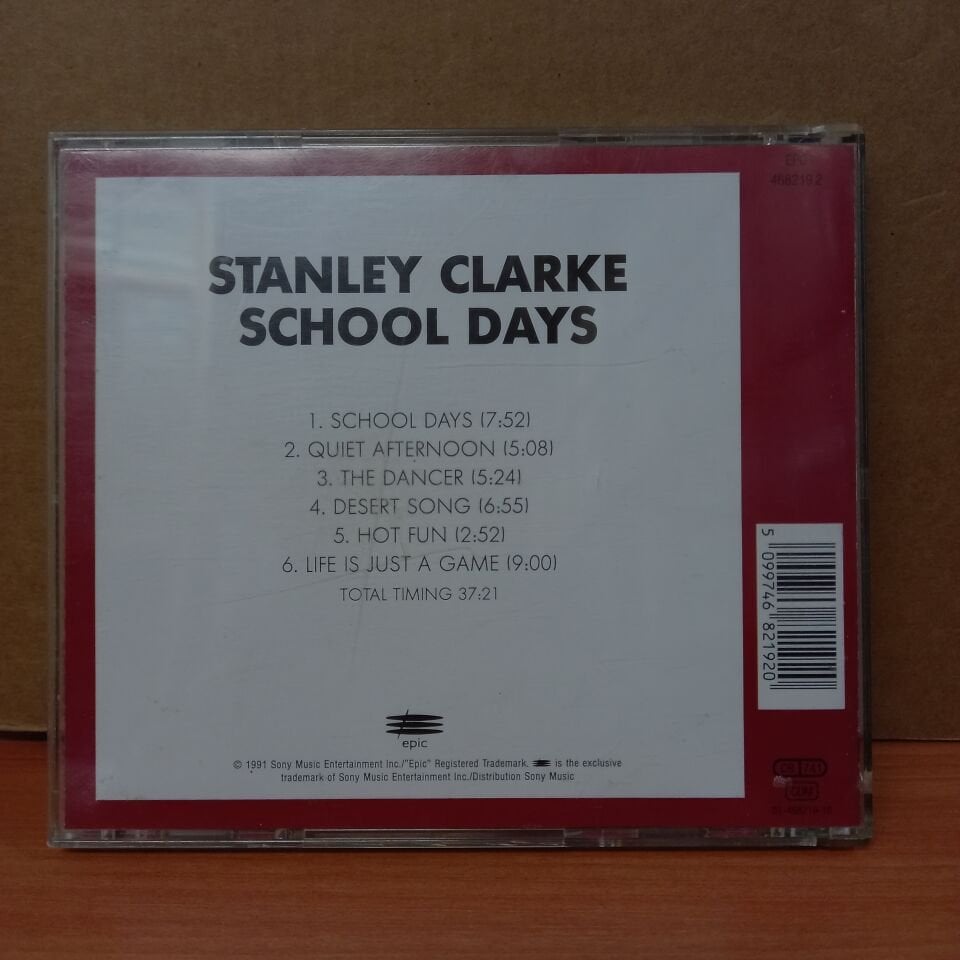 EPC
468219 2
STANLEY CLARKE
SCHOOL DAYS
1. SCHOOL DAYS (7:52)
2. QUIET AFTERNOON (5:08)
3. THE DANCER (5:24)
4. DESERT SONG (6:55)
5. HOT FUN (2:52)
6. LIFE IS JUST A GAME (9:00)
TOTAL TIMING 37:21
5 099746 821920
epic
© 1991 Sony Music Entertainment Inc./"Epic" Registered Trademark. is the exclusive
trademark of Sony Music Entertainment Inc./Distribution Sony Music